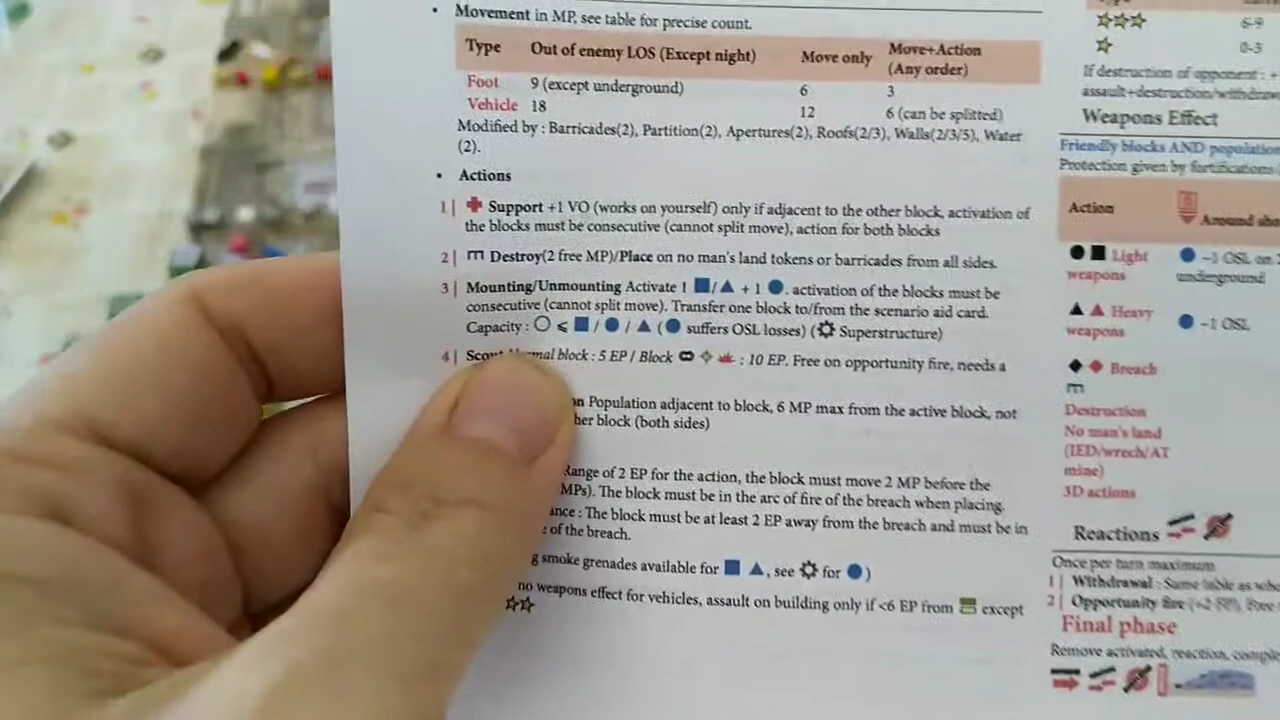 Movement in MP, see table for precise count.
Type Out of enemy LOS (Except night) Move only Move+Action (Any order)
Foot 9 (except underground) 6 3
Vehicle 18 12 6 (can be splitted)
Modified by : Barricades(2), Partition(2), Apertures(2), Roofs(2/3), Walls(2/3/5), Water
(2).
Actions
1| Support +1 VO (works on yourself) only if adjacent to the other block, activation of
the blocks must be consecutive (cannot split move), action for both blocks
2| Destroy(2 free MP)/Place on no man's land tokens or barricades from all sides.
3| Mounting/Unmounting Activate 1 / + 1 . activation of the blocks must be
consecutive (cannot split move). Transfer one block to/from the scenario aid card.
Capacity : ⩽ / / ( suffers OSL losses) ( Superstructure)
4| block : 5 EP / Block : 10 EP. Free on opportunity fire, needs a
Population adjacent to block, 6 MP max from the active block, not
block (both sides)
Range of 2 EP for the action, the block must move 2 MP before the
MPs). The block must be in the arc of fire of the breach when placing.
: The block must be at least 2 EP away from the breach and must be in
of the breach.
smoke grenades available for , see for )
no weapons effect for vehicles, assault on building only if <6 EP from except
6-9
0-3
If destruction of opponent : +
Weapons Effect
Friendly blocks AND population
Protection given by fortifications
Action
Around
Light
weapons
-1 OSL on
underground
Heavy
weapons
-1 OSL
Breach
Destruction
No man's land
(IED/wrech/AT
mine)
3D actions
Reactions
Once per turn maximum
1| Withdrawal : Same table as
2| Opportunity fire
Final phase
Remove activated, reaction,